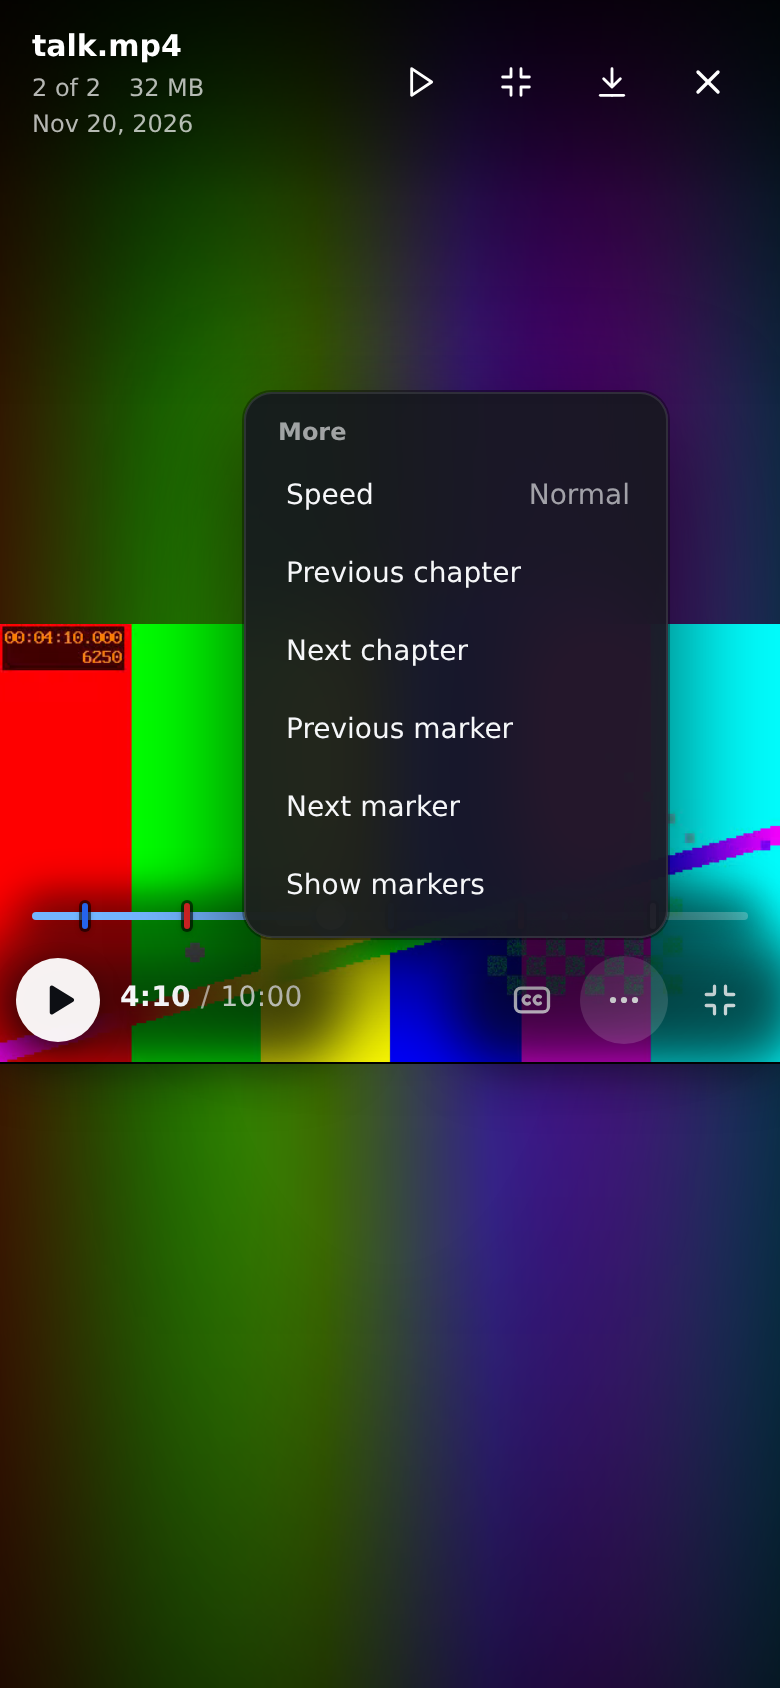 talk.mp4
2 of 2 32 MB
Nov 20, 2026
More
Speed Normal
Previous chapter
Next chapter
Previous marker
Next marker
Show markers
00:04:10.000
6250
4:10 / 10:00
CC